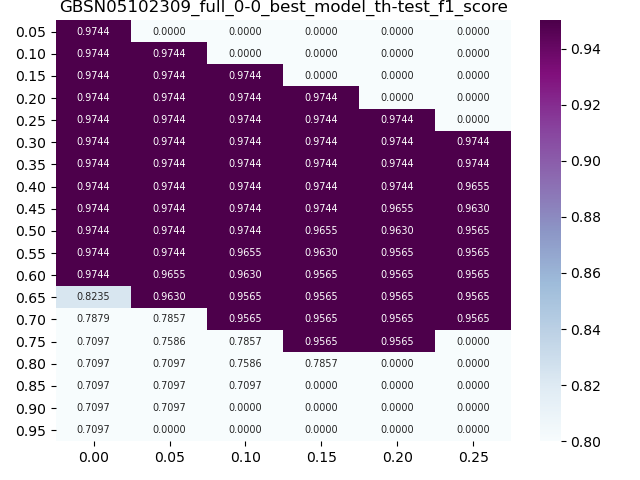 GBSN05102309_full_0-0_best_model_th-test_f1_score
0.05 0.9744 0.0000 0.0000 0.0000 0.0000 0.0000
0.10 0.9744 0.9744 0.0000 0.0000 0.0000 0.0000
0.15 0.9744 0.9744 0.9744 0.0000 0.0000 0.0000
0.20 0.9744 0.9744 0.9744 0.9744 0.0000 0.0000
0.25 0.9744 0.9744 0.9744 0.9744 0.9744 0.0000
0.30 0.9744 0.9744 0.9744 0.9744 0.9744 0.9744
0.35 0.9744 0.9744 0.9744 0.9744 0.9744 0.9744
0.40 0.9744 0.9744 0.9744 0.9744 0.9744 0.9655
0.45 0.9744 0.9744 0.9744 0.9744 0.9655 0.9630
0.50 0.9744 0.9744 0.9744 0.9655 0.9630 0.9565
0.55 0.9744 0.9744 0.9655 0.9630 0.9565 0.9565
0.60 0.9744 0.9655 0.9630 0.9565 0.9565 0.9565
0.65 0.8235 0.9630 0.9565 0.9565 0.9565 0.9565
0.70 0.7879 0.7857 0.9565 0.9565 0.9565 0.9565
0.75 0.7097 0.7586 0.7857 0.9565 0.9565 0.0000
0.80 0.7097 0.7097 0.7586 0.7857 0.0000 0.0000
0.85 0.7097 0.7097 0.7097 0.0000 0.0000 0.0000
0.90 0.7097 0.7097 0.0000 0.0000 0.0000 0.0000
0.95 0.7097 0.0000 0.0000 0.0000 0.0000 0.0000
0.00 0.05 0.10 0.15 0.20 0.25
0.94
0.92
0.90
0.88
0.86
0.84
0.82
0.80